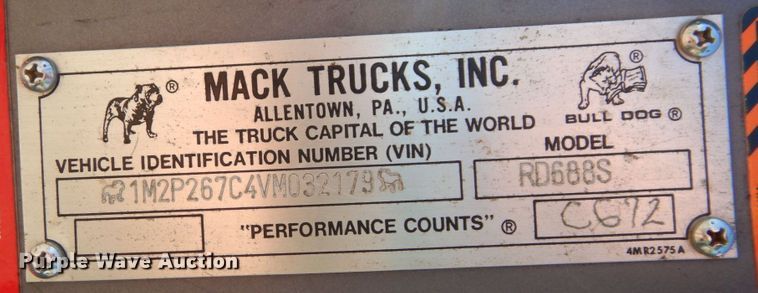 MACK TRUCKS, INC.
ALLENTOWN, PA., U.S.A.
THE TRUCK CAPITAL OF THE WORLD
®
®
BULL DOG ®
VEHICLE IDENTIFICATION NUMBER (VIN)
MODEL
1M2P267C4VM032179
RD688S
"PERFORMANCE COUNTS" ®
C672
4MR2575A
Purple Wave Auction